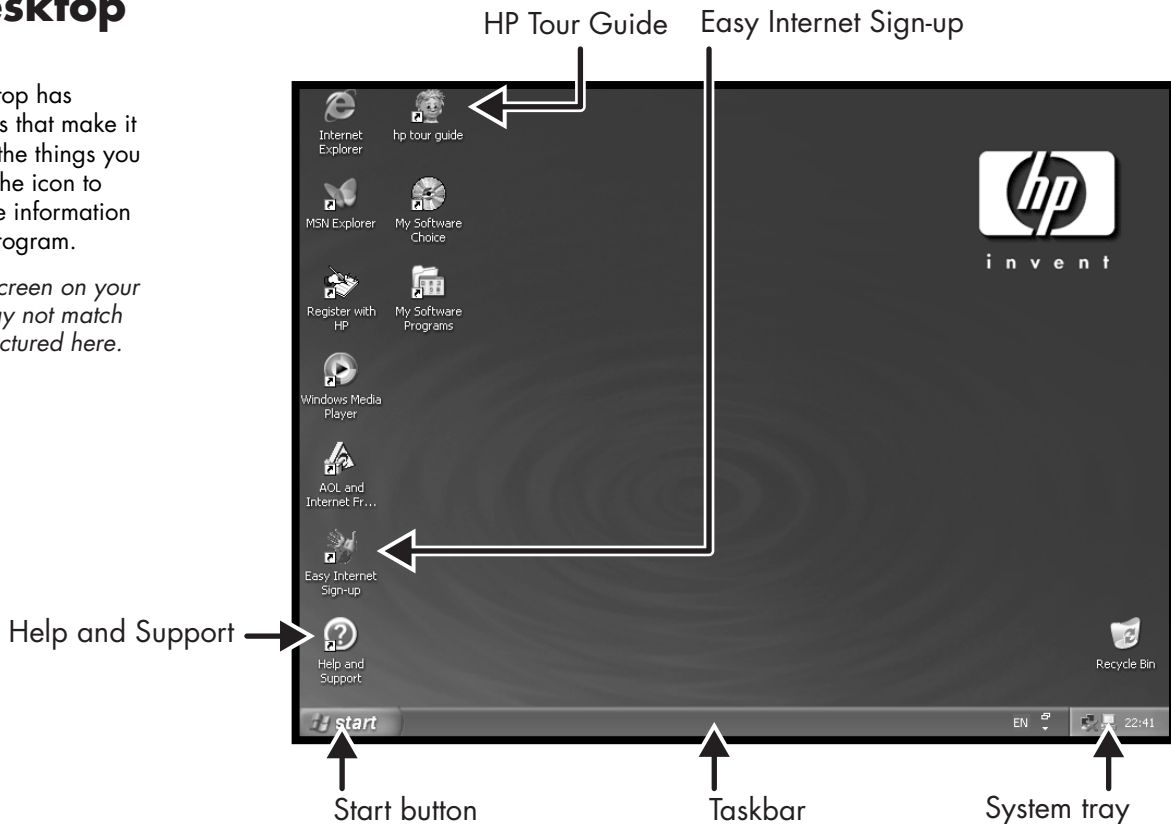 esktop
HP Tour Guide
Easy Internet Sign-up
top has
s that make it
the things you
he icon to
e information
rogram.
creen on your
y not match
ctured here.
Internet
Explorer
hp tour guide
MSN Explorer
My Software
Choice
Register with
HP
My Software
Programs
Windows Media
Player
AOL and
Internet Fr...
Easy Internet
Sign-up
Help and
Support
hp
invent
Recycle Bin
start
EN
22:41
Help and Support
Start button
Taskbar
System tray